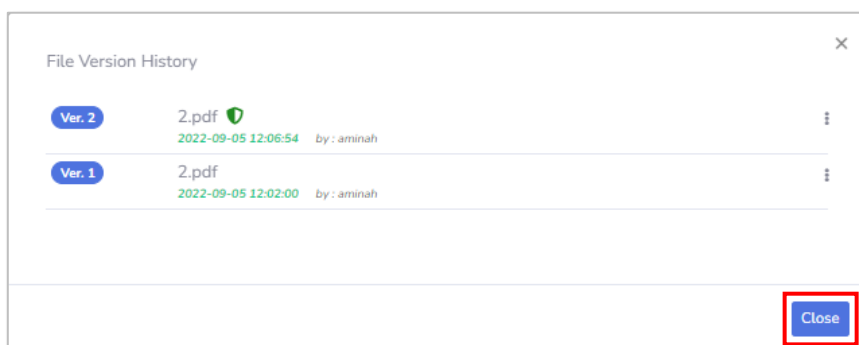 File Version History
Ver. 2 2.pdf
2022-09-05 12:06:54 by : aminah
Ver. 1 2.pdf
2022-09-05 12:02:00 by : aminah
Close